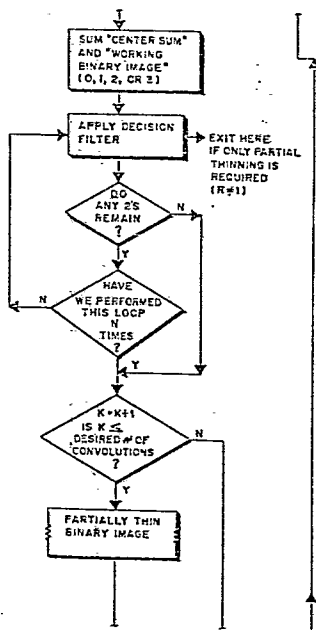 SUM "CENTER SUM"
AND "WORKING
BINARY IMAGE"
(0, 1, 2, OR 3)
APPLY DECISION
FILTER
EXIT HERE
IF ONLY PARTIAL
THINNING IS
REQUIRED
(R≠1)
DO
ANY 2'S
REMAIN
?
N
Y
HAVE
WE PERFORMED
THIS LOOP
N
TIMES
?
N
Y
K=K+1
IS K ≤
DESIRED # OF
CONVOLUTIONS
?
N
Y
PARTIALLY THIN
BINARY IMAGE